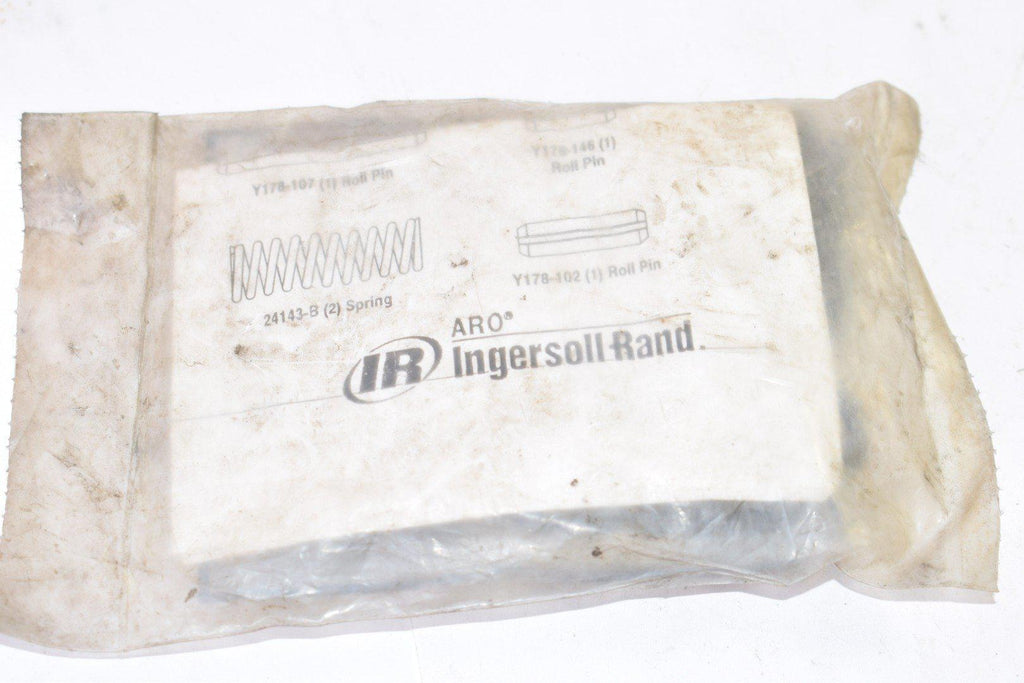 Y178-107 (1) Roll Pin
Y178-146 (1)
Roll Pin
24143-B (2) Spring
Y178-102 (1) Roll Pin
ARO®
IR Ingersoll-Rand.